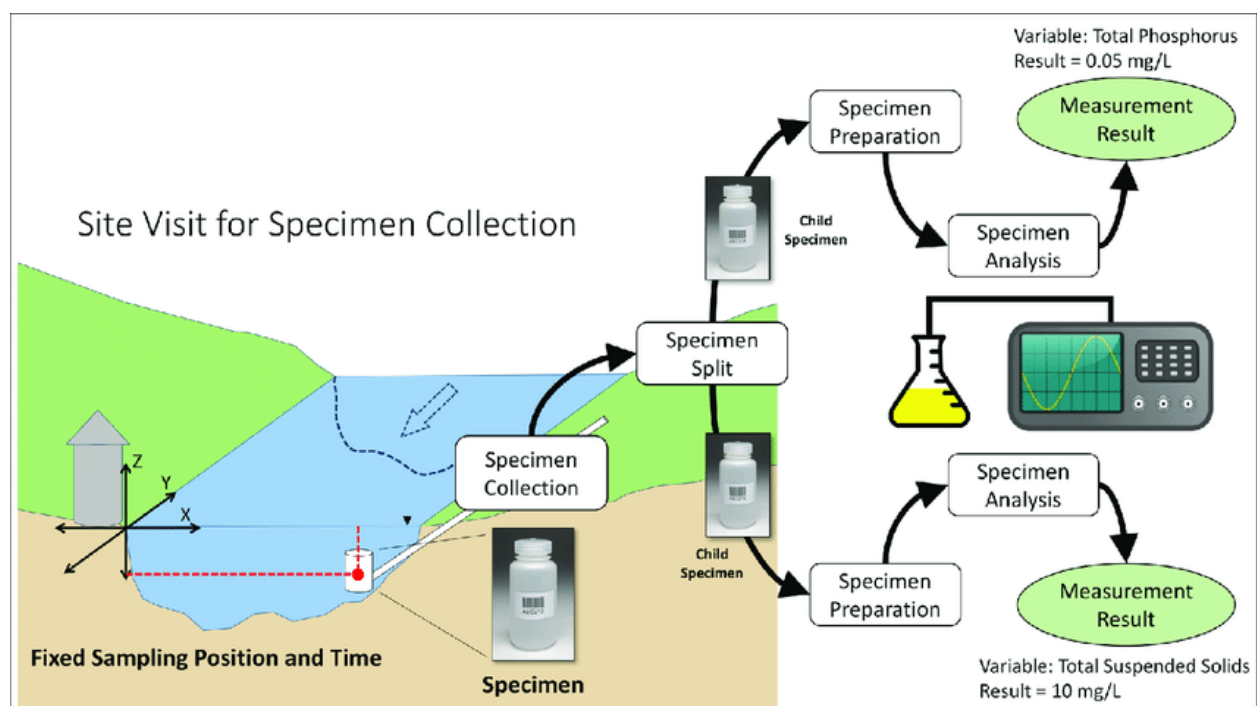 Variable: Total Phosphorus
Result = 0.05 mg/L
Measurement
Result
Specimen
Preparation
Child
Specimen
Specimen
Analysis
Site Visit for Specimen Collection
Specimen
Split
Specimen
Collection
Z
Y
X
Specimen
Analysis
Child
Specimen
Specimen
Preparation
Measurement
Result
Fixed Sampling Position and Time
Specimen
Variable: Total Suspended Solids
Result = 10 mg/L